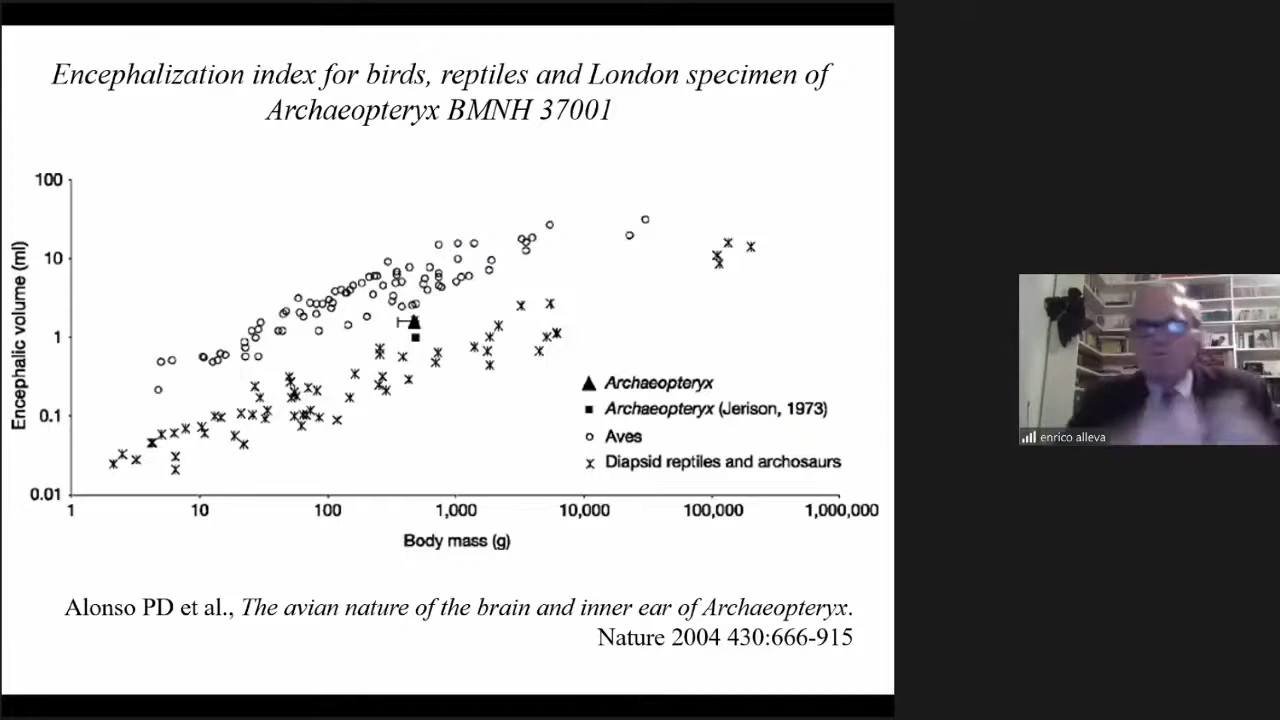 Encephalization index for birds, reptiles and London specimen of
Archaeopteryx BMNH 37001
100
10
1
0.1
0.01
Encephalic volume (ml)
Archaeopteryx
Archaeopteryx (Jerison, 1973)
Aves
Diapsid reptiles and archosaurs
1
10
100
1,000
10,000
100,000
1,000,000
Body mass (g)
Alonso PD et al., The avian nature of the brain and inner ear of Archaeopteryx.
Nature 2004 430:666-915
enrico alleva